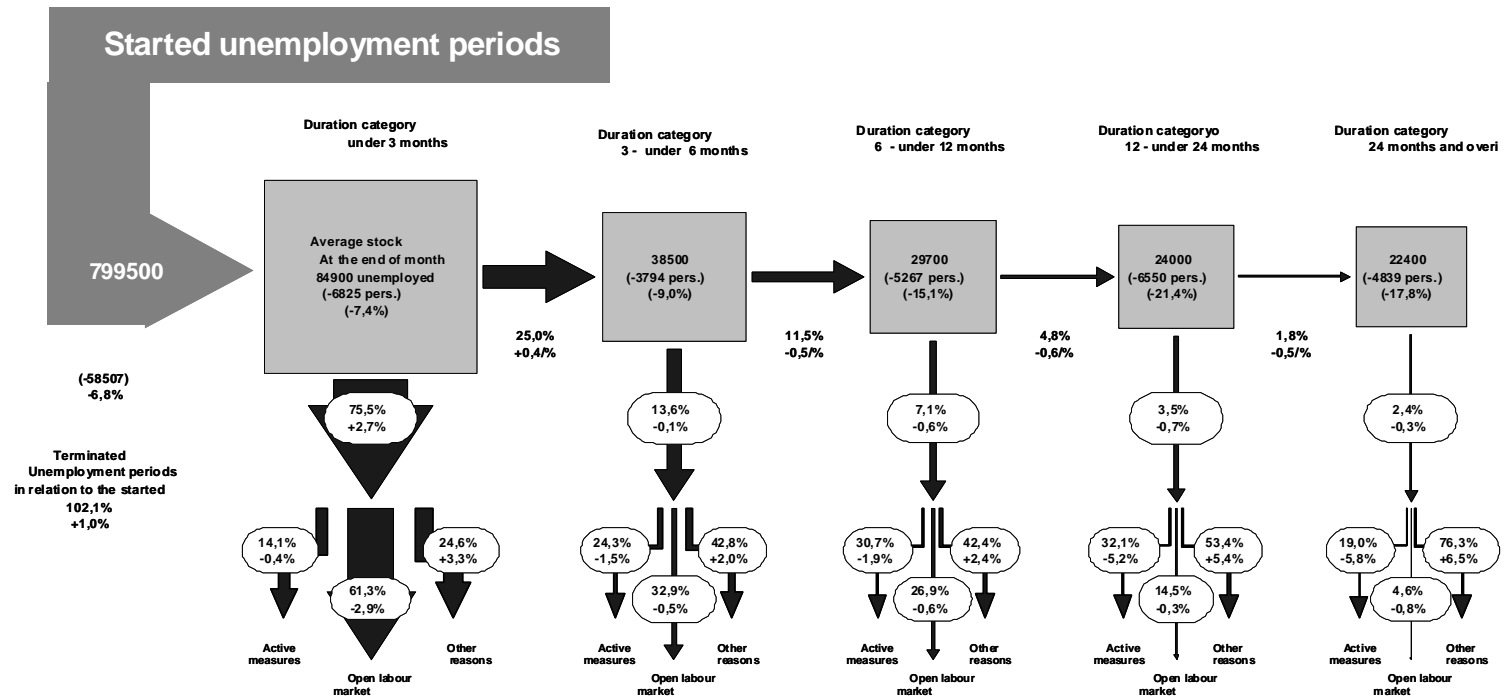 Started unemployment periods
799500
(-58507)
-6,8%
Terminated
Unemployment periods
in relation to the started
102,1%
+1,0%
Duration category
under 3 months
Average stock
At the end of month
84900 unemployed
(-6825 pers.)
(-7,4%)
25,0%
+0,4/%
75,5%
+2,7%
14,1%
-0,4%
61,3%
-2,9%
24,6%
+3,3%
Active
measures
Open labour
market
Other
reasons
Duration category
3 - under 6 months
38500
(-3794 pers.)
(-9,0%)
11,5%
-0,5/%
13,6%
-0,1%
24,3%
-1,5%
32,9%
-0,5%
42,8%
+2,0%
Active
measures
Open labour
market
Other
reasons
Duration category
6 - under 12 months
29700
(-5267 pers.)
(-15,1%)
4,8%
-0,6/%
7,1%
-0,6%
30,7%
-1,9%
26,9%
-0,6%
42,4%
+2,4%
Active
measures
Open labour
market
Other
reasons
Duration categoryo
12 - under 24 months
24000
(-6550 pers.)
(-21,4%)
1,8%
-0,5/%
3,5%
-0,7%
32,1%
-5,2%
14,5%
-0,3%
53,4%
+5,4%
Active
measures
Open labour
market
Other
reasons
Duration category
24 months and overi
22400
(-4839 pers.)
(-17,8%)
2,4%
-0,3%
19,0%
-5,8%
4,6%
-0,8%
76,3%
+6,5%
Active
measures
Open labour
market
Other
reasons